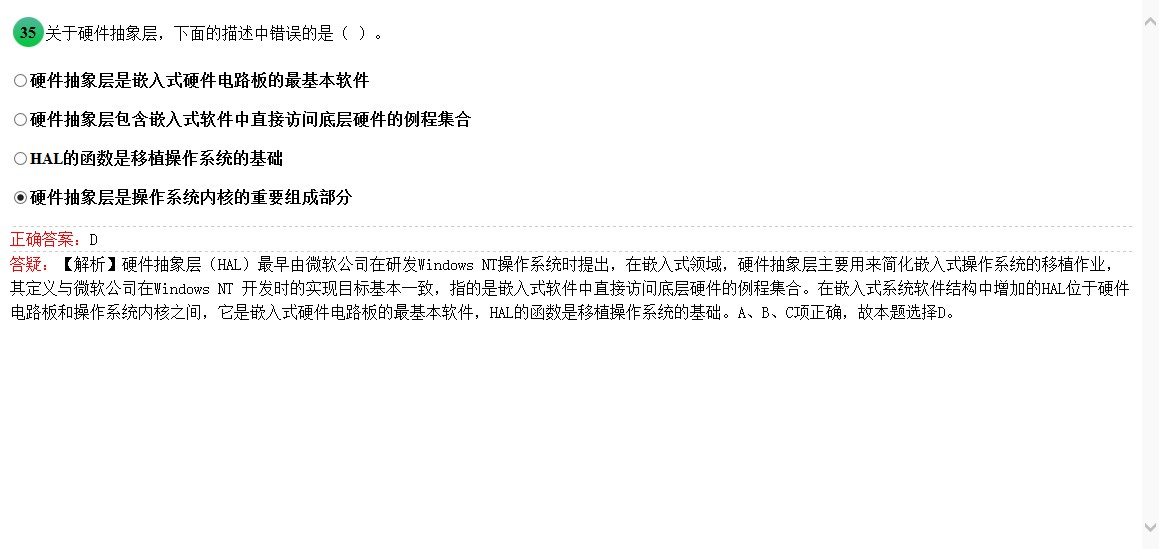 35关于硬件抽象层，下面的描述中错误的是（ ）。
硬件抽象层是嵌入式硬件电路板的最基本软件
硬件抽象层包含嵌入式软件中直接访问底层硬件的例程集合
HAL的函数是移植操作系统的基础
硬件抽象层是操作系统内核的重要组成部分
正确答案：D
答疑：【解析】硬件抽象层（HAL）最早由微软公司在研发Windows NT操作系统时提出，在嵌入式领域，硬件抽象层主要用来简化嵌入式操作系统的移植作业，
其定义与微软公司在Windows NT 开发时的实现目标基本一致，指的是嵌入式软件中直接访问底层硬件的例程集合。在嵌入式系统软件结构中增加的HAL位于硬件
电路板和操作系统内核之间，它是嵌入式硬件电路板的最基本软件，HAL的函数是移植操作系统的基础。A、B、C项正确，故本题选择D。